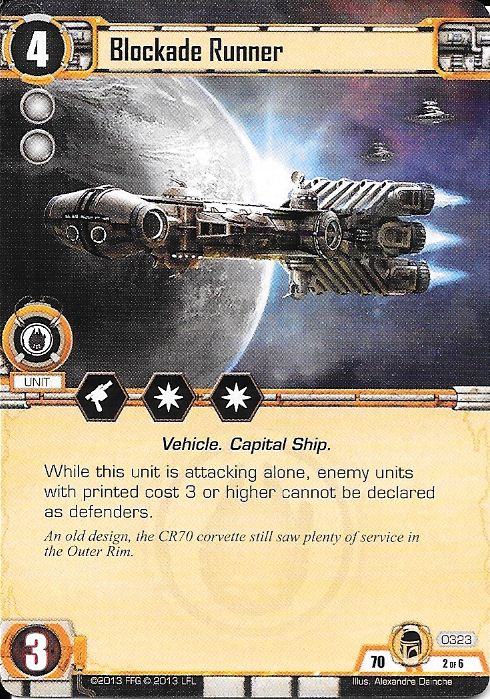 4
Blockade Runner
UNIT
Vehicle. Capital Ship.
While this unit is attacking alone, enemy units
with printed cost 3 or higher cannot be declared
as defenders.
An old design, the CR70 corvette still saw plenty of service in
the Outer Rim.
3
0323
70
2 OF 6
©2013 FFG © 2013 LFL
Illus. Alexandre Dainche